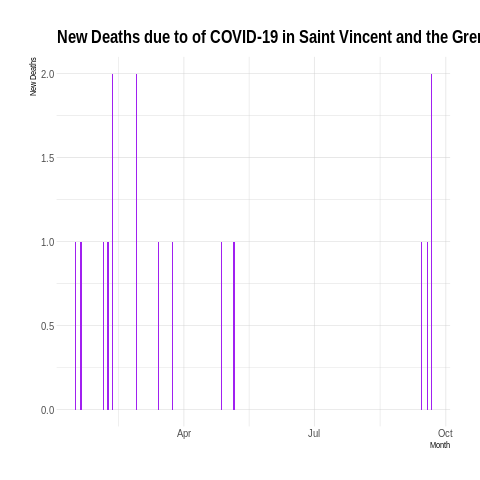 New Deaths due to of COVID-19 in Saint Vincent and the Gre
New Deaths
2.0
1.5
1.0
0.5
0.0
Apr
Jul
Oct
Month